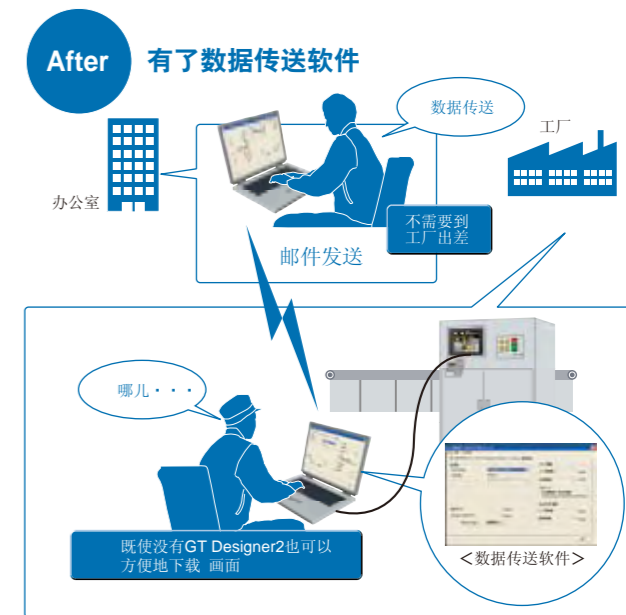 After
有了数据传送软件
数据传送
工厂
办公室
不需要到
工厂出差
邮件发送
哪儿・・・
＜数据传送软件＞
既使没有GT Designer2也可以
方便地下载 画面